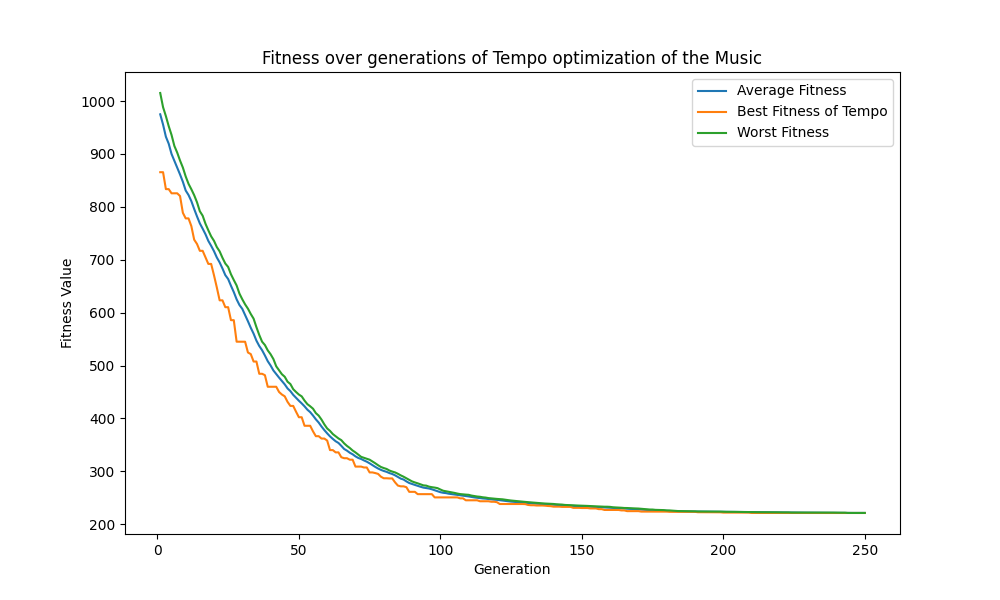 Fitness over generations of Tempo optimization of the Music
Average Fitness
Best Fitness of Tempo
Worst Fitness
1000
900
800
700
600
500
400
300
200
Fitness Value
0 50 100 150 200 250
Generation